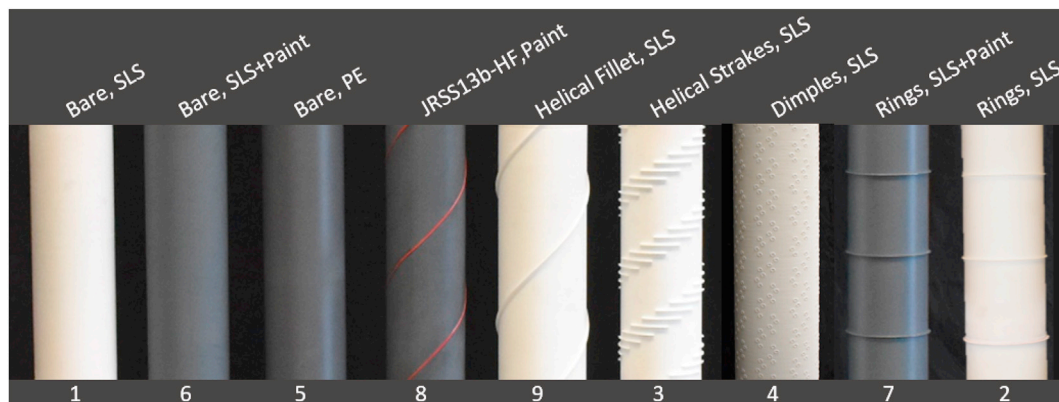 Bare, SLS
Bare, SLS+Paint
Bare, PE
JRSS13b-HF,Paint
Helical Fillet, SLS
Helical Strakes, SLS
Dimples, SLS
Rings, SLS+Paint
Rings, SLS
1 6 5 8 9 3 4 7 2